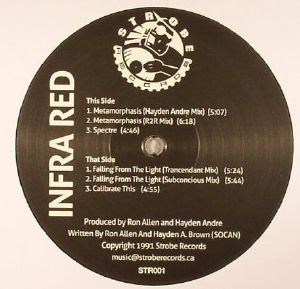 STROBE
RECORDS
INFRA RED
This Side
1. Metamorphosis (Hayden Andre Mix) (5:07)
2. Metamorphosis (R2R Mix) (6:18)
3. Spectre (4:46)
That Side
1. Falling From The Light (Trancendant Mix) (5:24)
2. Falling From The Light (Subconcious Mix) (5:44)
3. Calibrate This (4:55)
Produced by Ron Allen and Hayden Andre
Written By Ron Allen And Hayden A. Brown (SOCAN)
Copyright 1991 Strobe Records
music@stroberecords.ca
STR001